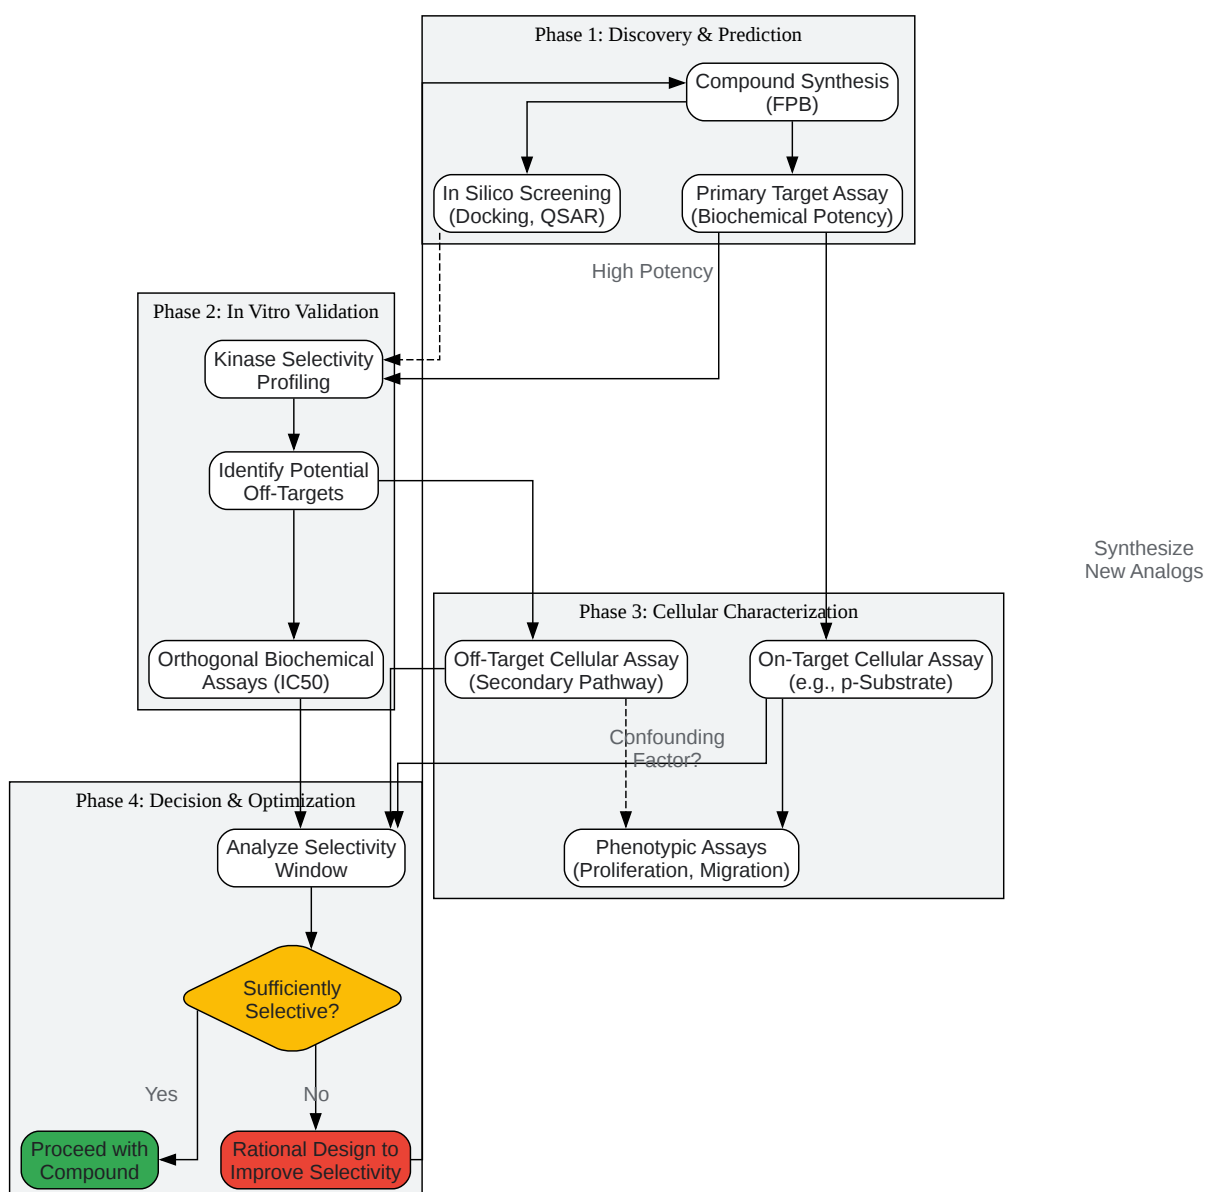 Phase 1: Discovery & Prediction
Compound Synthesis
(FPB)
In Silico Screening
(Docking, QSAR)
Primary Target Assay
(Biochemical Potency)
High Potency
Phase 2: In Vitro Validation
Kinase Selectivity
Profiling
Identify Potential
Off-Targets
Orthogonal Biochemical
Assays (IC50)
Synthesize
New Analogs
Phase 3: Cellular Characterization
Off-Target Cellular Assay
(Secondary Pathway)
On-Target Cellular Assay
(e.g., p-Substrate)
Confounding
Factor?
Phenotypic Assays
(Proliferation, Migration)
Phase 4: Decision & Optimization
Analyze Selectivity
Window
Sufficiently
Selective?
Yes
No
Proceed with
Compound
Rational Design to
Improve Selectivity